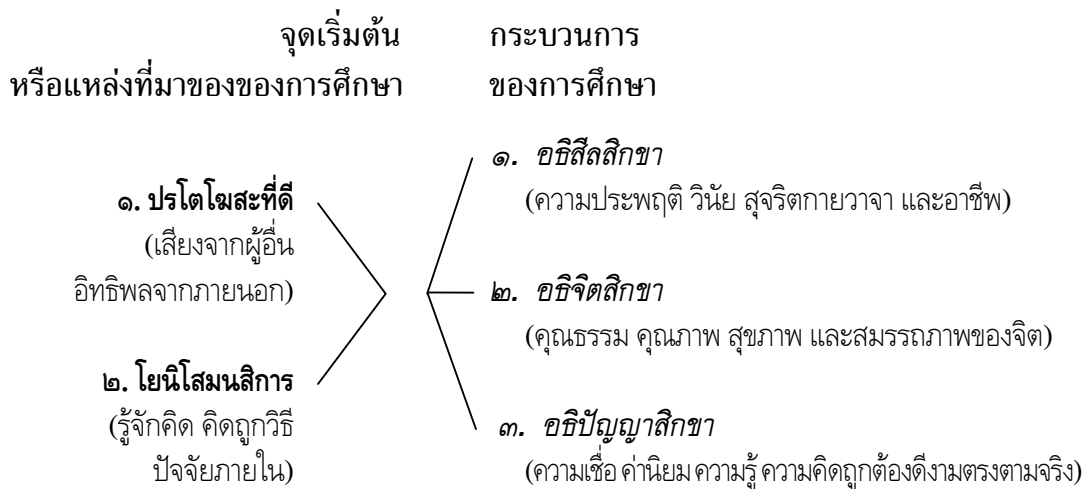 จุดเริ่มต้น
หรือแหล่งที่มาของของการศึกษา
กระบวนการ
ของการศึกษา
๑. ปรโตโฆสะที่ดี
(เสียงจากผู้อื่น
อิทธิพลจากภายนอก)
๒. โยนิโสมนสิการ
(รู้จักคิด คิดถูกวิธี
ปัจจัยภายใน)
๑. อธิสีลสิกขา
(ความประพฤติ วินัย สุจริตกายวาจา และอาชีพ)
๒. อธิจิตสิกขา
(คุณธรรม คุณภาพ สุขภาพ และสมรรถภาพของจิต)
๓. อธิปัญญาสิกขา
(ความเชื่อ ค่านิยม ความรู้ ความคิดถูกต้องดีงามตรงตามจริง)